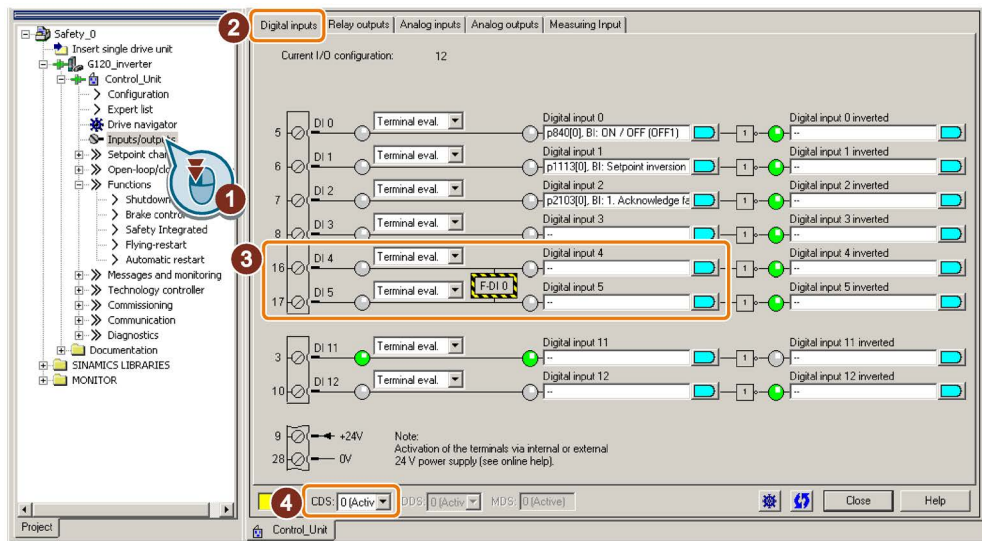 Safety_0
Insert single drive unit
G120_inverter
Control_Unit
Configuration
Expert list
Drive navigator
Inputs/outputs
Setpoint chan
Open-loop/clo
Functions
Shutdown
Brake control
Safety Integrated
Flying-restart
Automatic restart
Messages and monitoring
Technology controller
Commissioning
Communication
Diagnostics
Documentation
SINAMICS LIBRARIES
MONITOR
Project
1
2
Digital inputs Relay outputs Analog inputs Analog outputs Measuring Input
Current I/O configuration: 12
Digital input 0 Digital input 0 inverted
5 DI 0 Terminal eval. p840[0], BI: ON / OFF (OFF1) 1 --
Digital input 1 Digital input 1 inverted
6 DI 1 Terminal eval. p1113[0], BI: Setpoint inversion 1 --
Digital input 2 Digital input 2 inverted
7 DI 2 Terminal eval. p2103[0], BI: 1. Acknowledge fa 1 --
Digital input 3 Digital input 3 inverted
8 DI 3 Terminal eval. -- 1 --
3
Digital input 4 Digital input 4 inverted
16 DI 4 Terminal eval. -- 1 --
F-DI 0
Digital input 5 Digital input 5 inverted
17 DI 5 Terminal eval. -- 1 --
Digital input 11 Digital input 11 inverted
3 DI 11 Terminal eval. -- 1 --
Digital input 12 Digital input 12 inverted
10 DI 12 Terminal eval. -- 1 --
9 +24V Note:
Activation of the terminals via internal or external
28 0V 24 V power supply (see online help).
4 CDS: 0 (Activ DDS: 0 (Activ MDS: 0 (Active) Close Help
Control_Unit